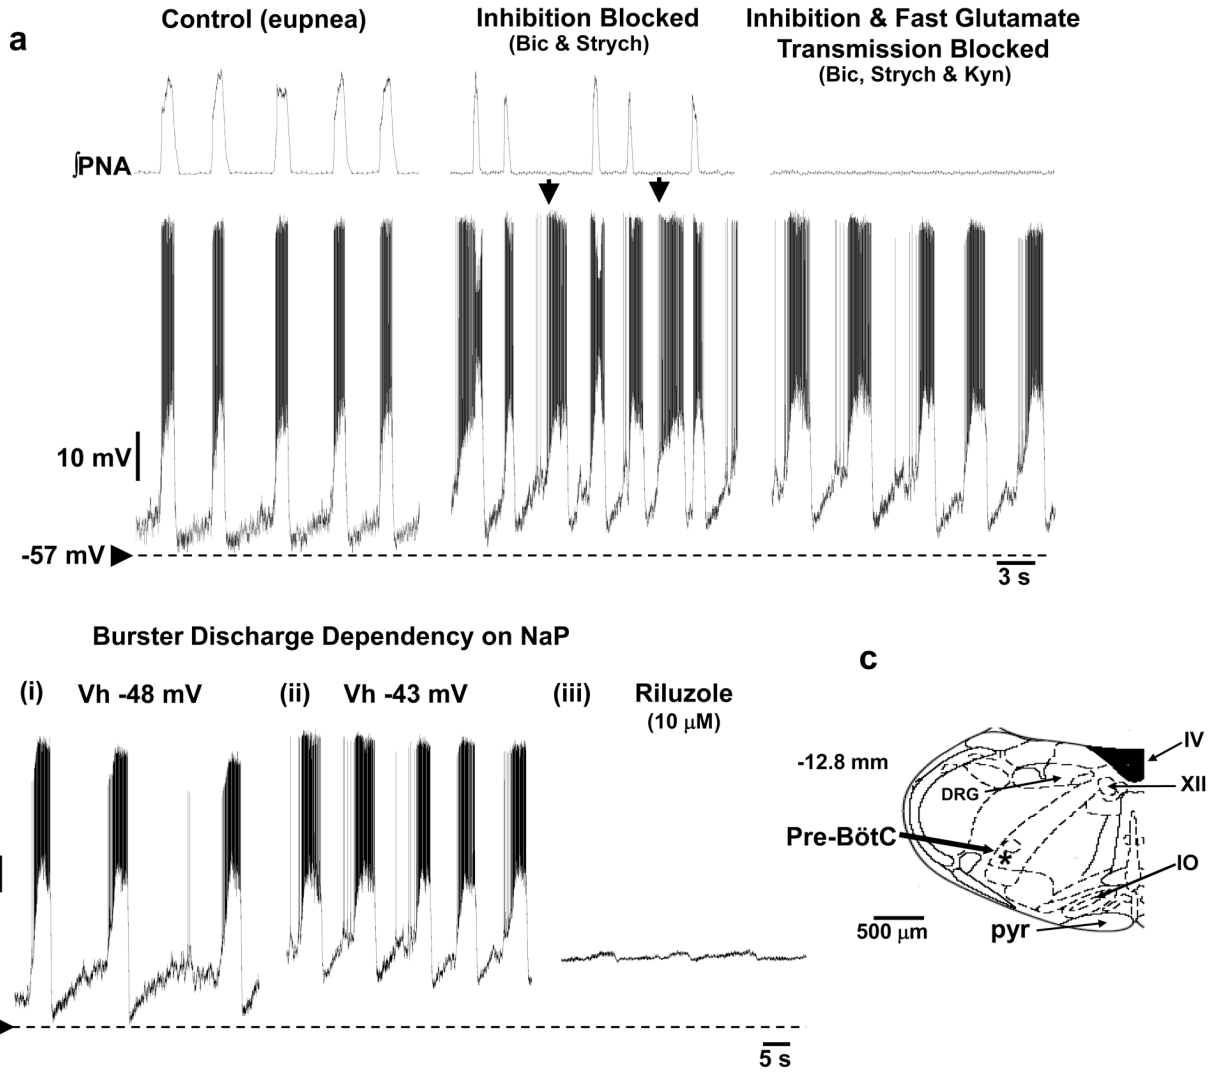 a
Control (eupnea)
Inhibition Blocked
(Bic & Strych)
Inhibition & Fast Glutamate
Transmission Blocked
(Bic, Strych & Kyn)
∫PNA
10 mV
-57 mV
3 s
Burster Discharge Dependency on NaP
(i) Vh -48 mV
(ii) Vh -43 mV
(iii) Riluzole
(10 μM)
5 s
c
-12.8 mm
IV
DRG
XII
Pre-BötC
*
IO
500 μm
pyr